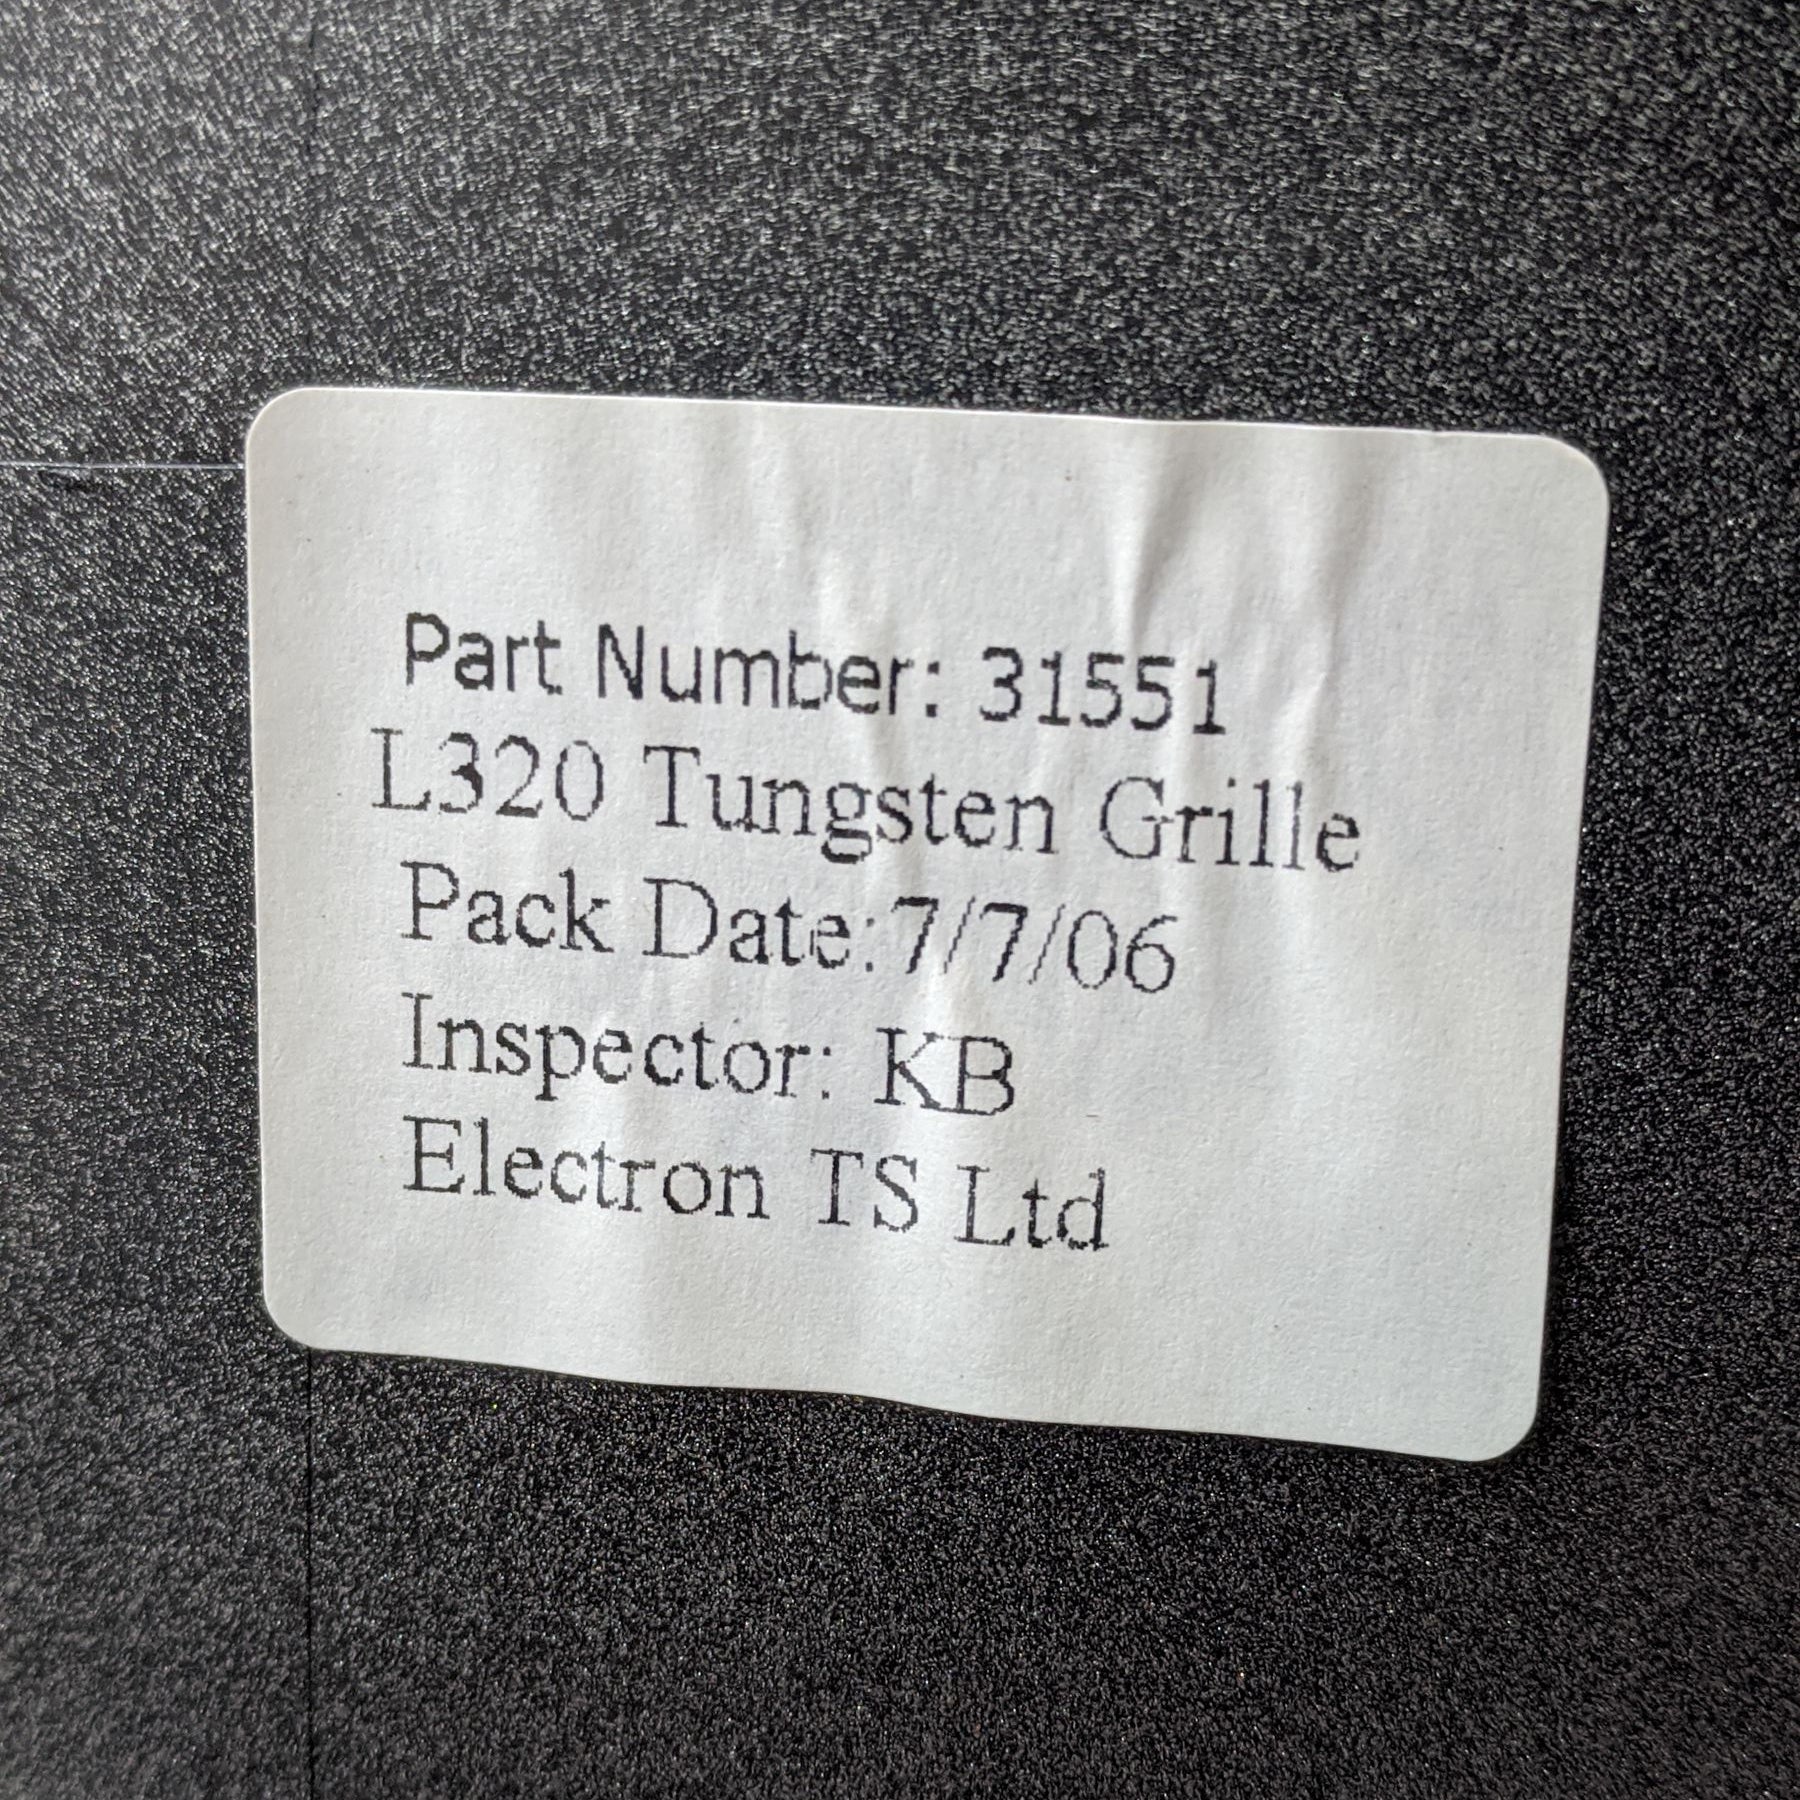 Part Number: 31551
L320 Tungsten Grille
Pack Date:7/7/06
Inspector: KB
Electron TS Ltd